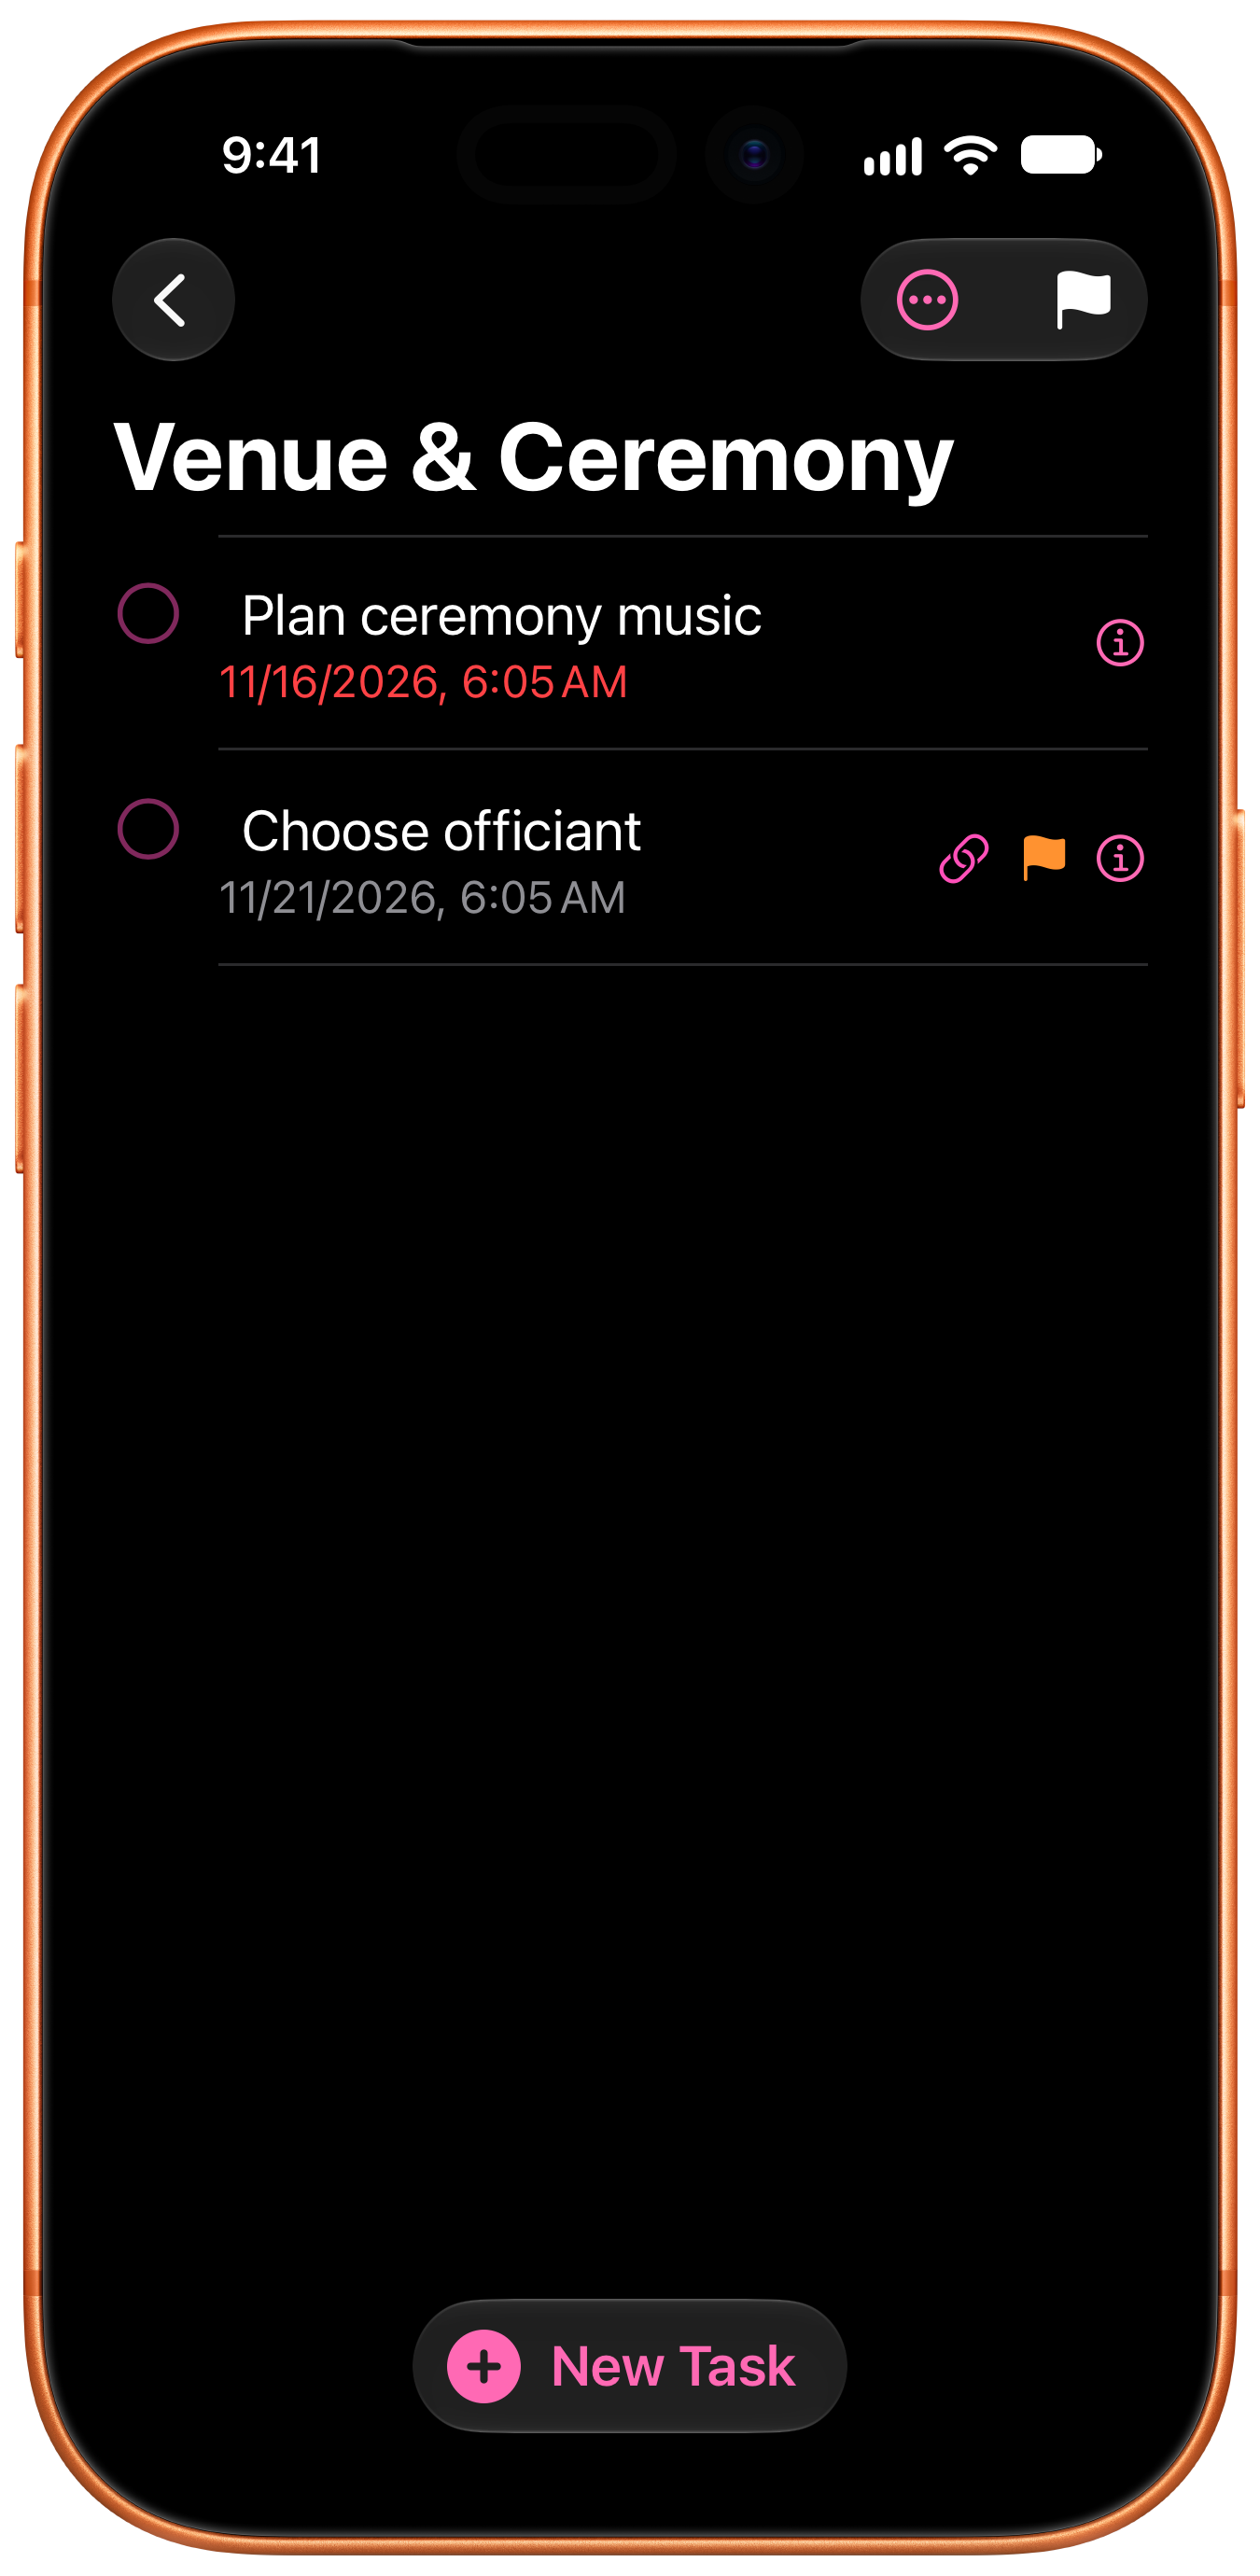 9:41
Venue & Ceremony
Plan ceremony music
11/16/2026, 6:05 AM
Choose officiant
11/21/2026, 6:05 AM
New Task